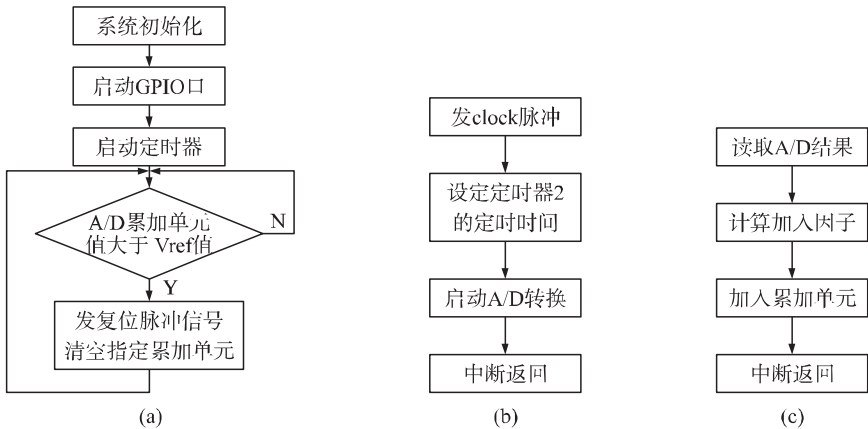 系统初始化
启动GPIO口
启动定时器
A/D累加单元
值大于 Vref值
N
Y
发复位脉冲信号
清空指定累加单元
(a)
发clock脉冲
设定定时器2
的定时时间
启动A/D转换
中断返回
(b)
读取A/D结果
计算加入因子
加入累加单元
中断返回
(c)